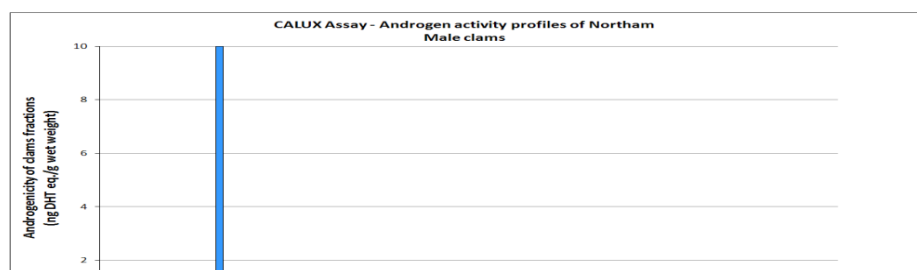 CALUX Assay - Androgen activity profiles of Northam
Male clams
Androgenicity of clams fractions
(ng DHT eq./g wet weight)
10
8
6
4
2